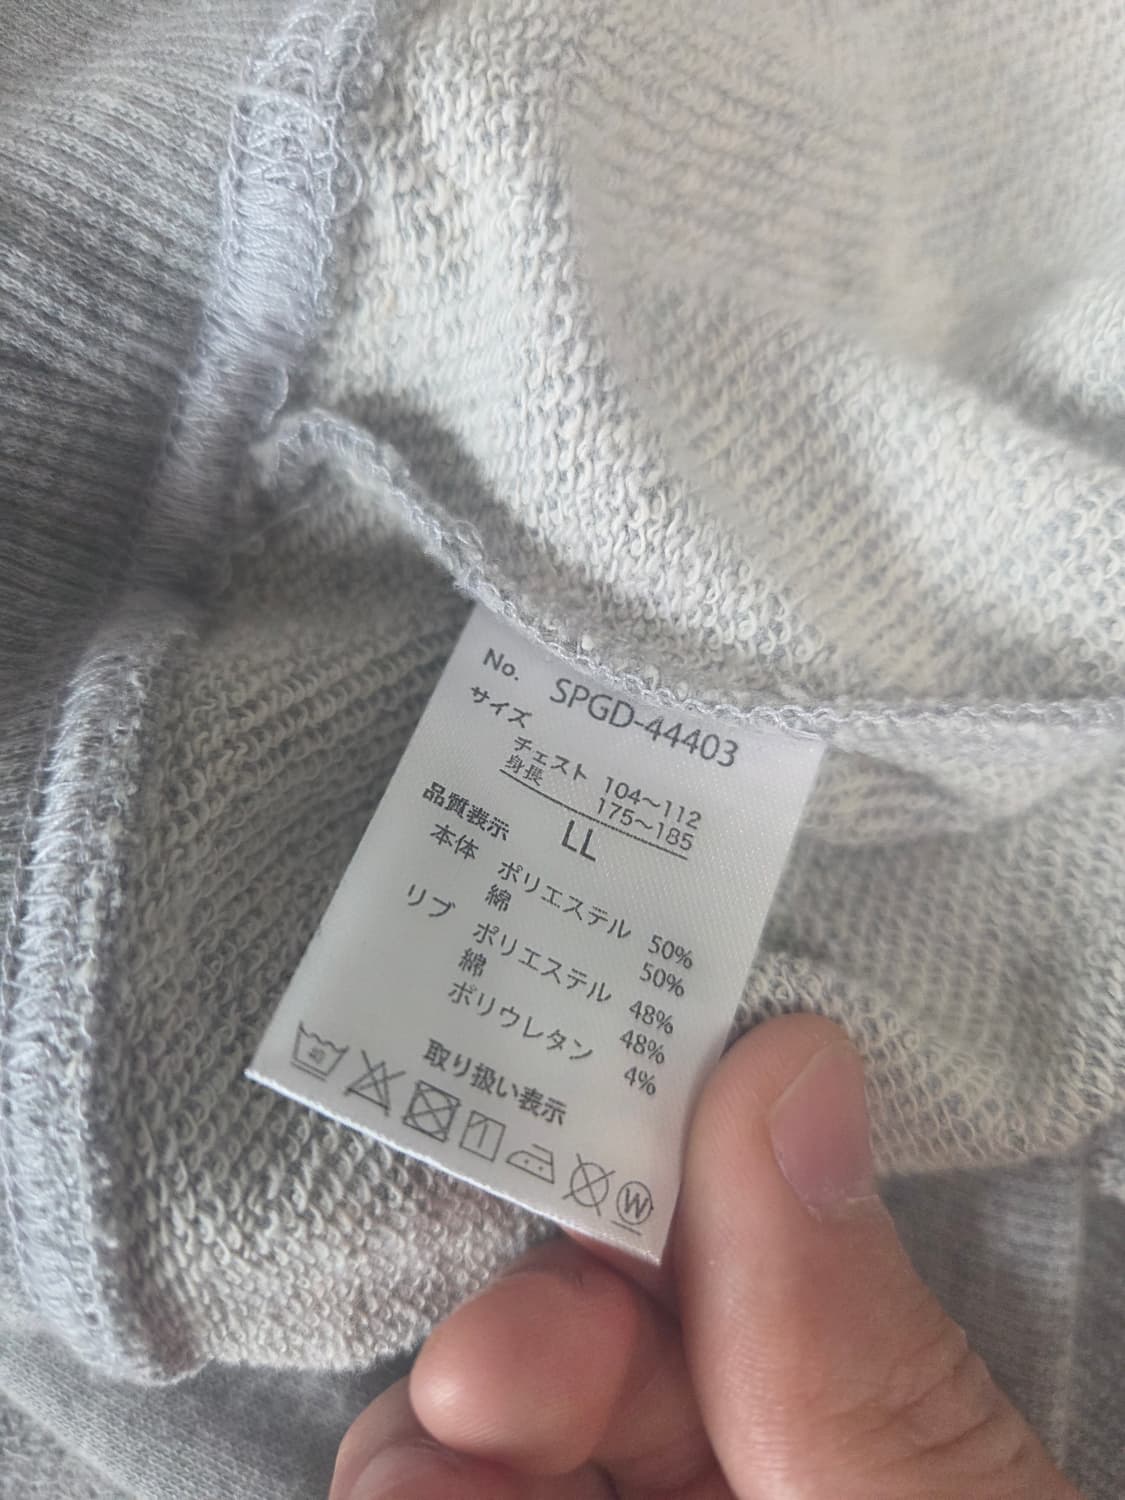 No. SPGD-44403
サイズ
チェスト 104～112
身長 175～185
LL
品質表示
本体 ポリエステル 50%
綿 50%
リブ ポリエステル 48%
綿 48%
ポリウレタン 4%
取り扱い表示
40
W